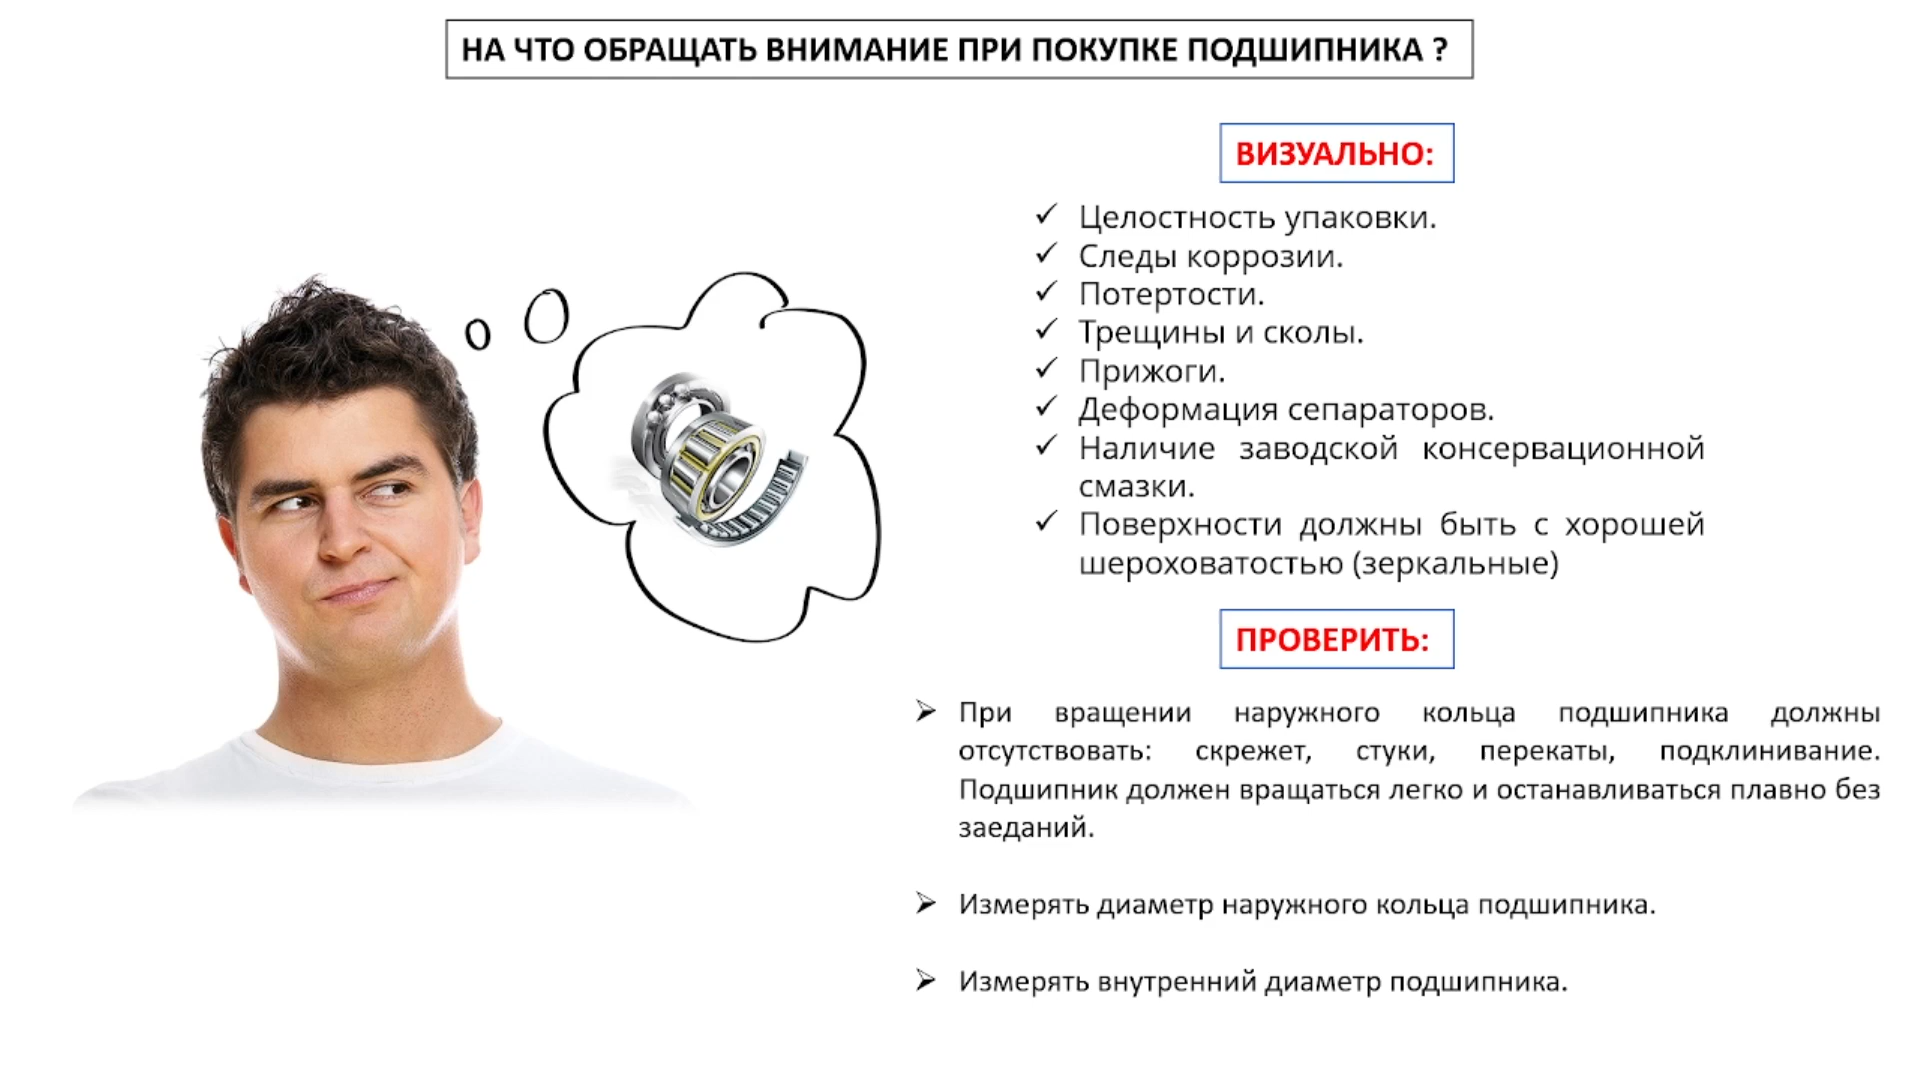 НА ЧТО ОБРАЩАТЬ ВНИМАНИЕ ПРИ ПОКУПКЕ ПОДШИПНИКА ?
ВИЗУАЛЬНО:
✓ Целостность упаковки.
✓ Следы коррозии.
✓ Потертости.
✓ Трещины и сколы.
✓ Прижоги.
✓ Деформация сепараторов.
✓ Наличие заводской консервационной
смазки.
✓ Поверхности должны быть с хорошей
шероховатостью (зеркальные)
ПРОВЕРИТЬ:
➢ При вращении наружного кольца подшипника должны
отсутствовать: скрежет, стуки, перекаты, подклинивание.
Подшипник должен вращаться легко и останавливаться плавно без
заеданий.
➢ Измерять диаметр наружного кольца подшипника.
➢ Измерять внутренний диаметр подшипника.